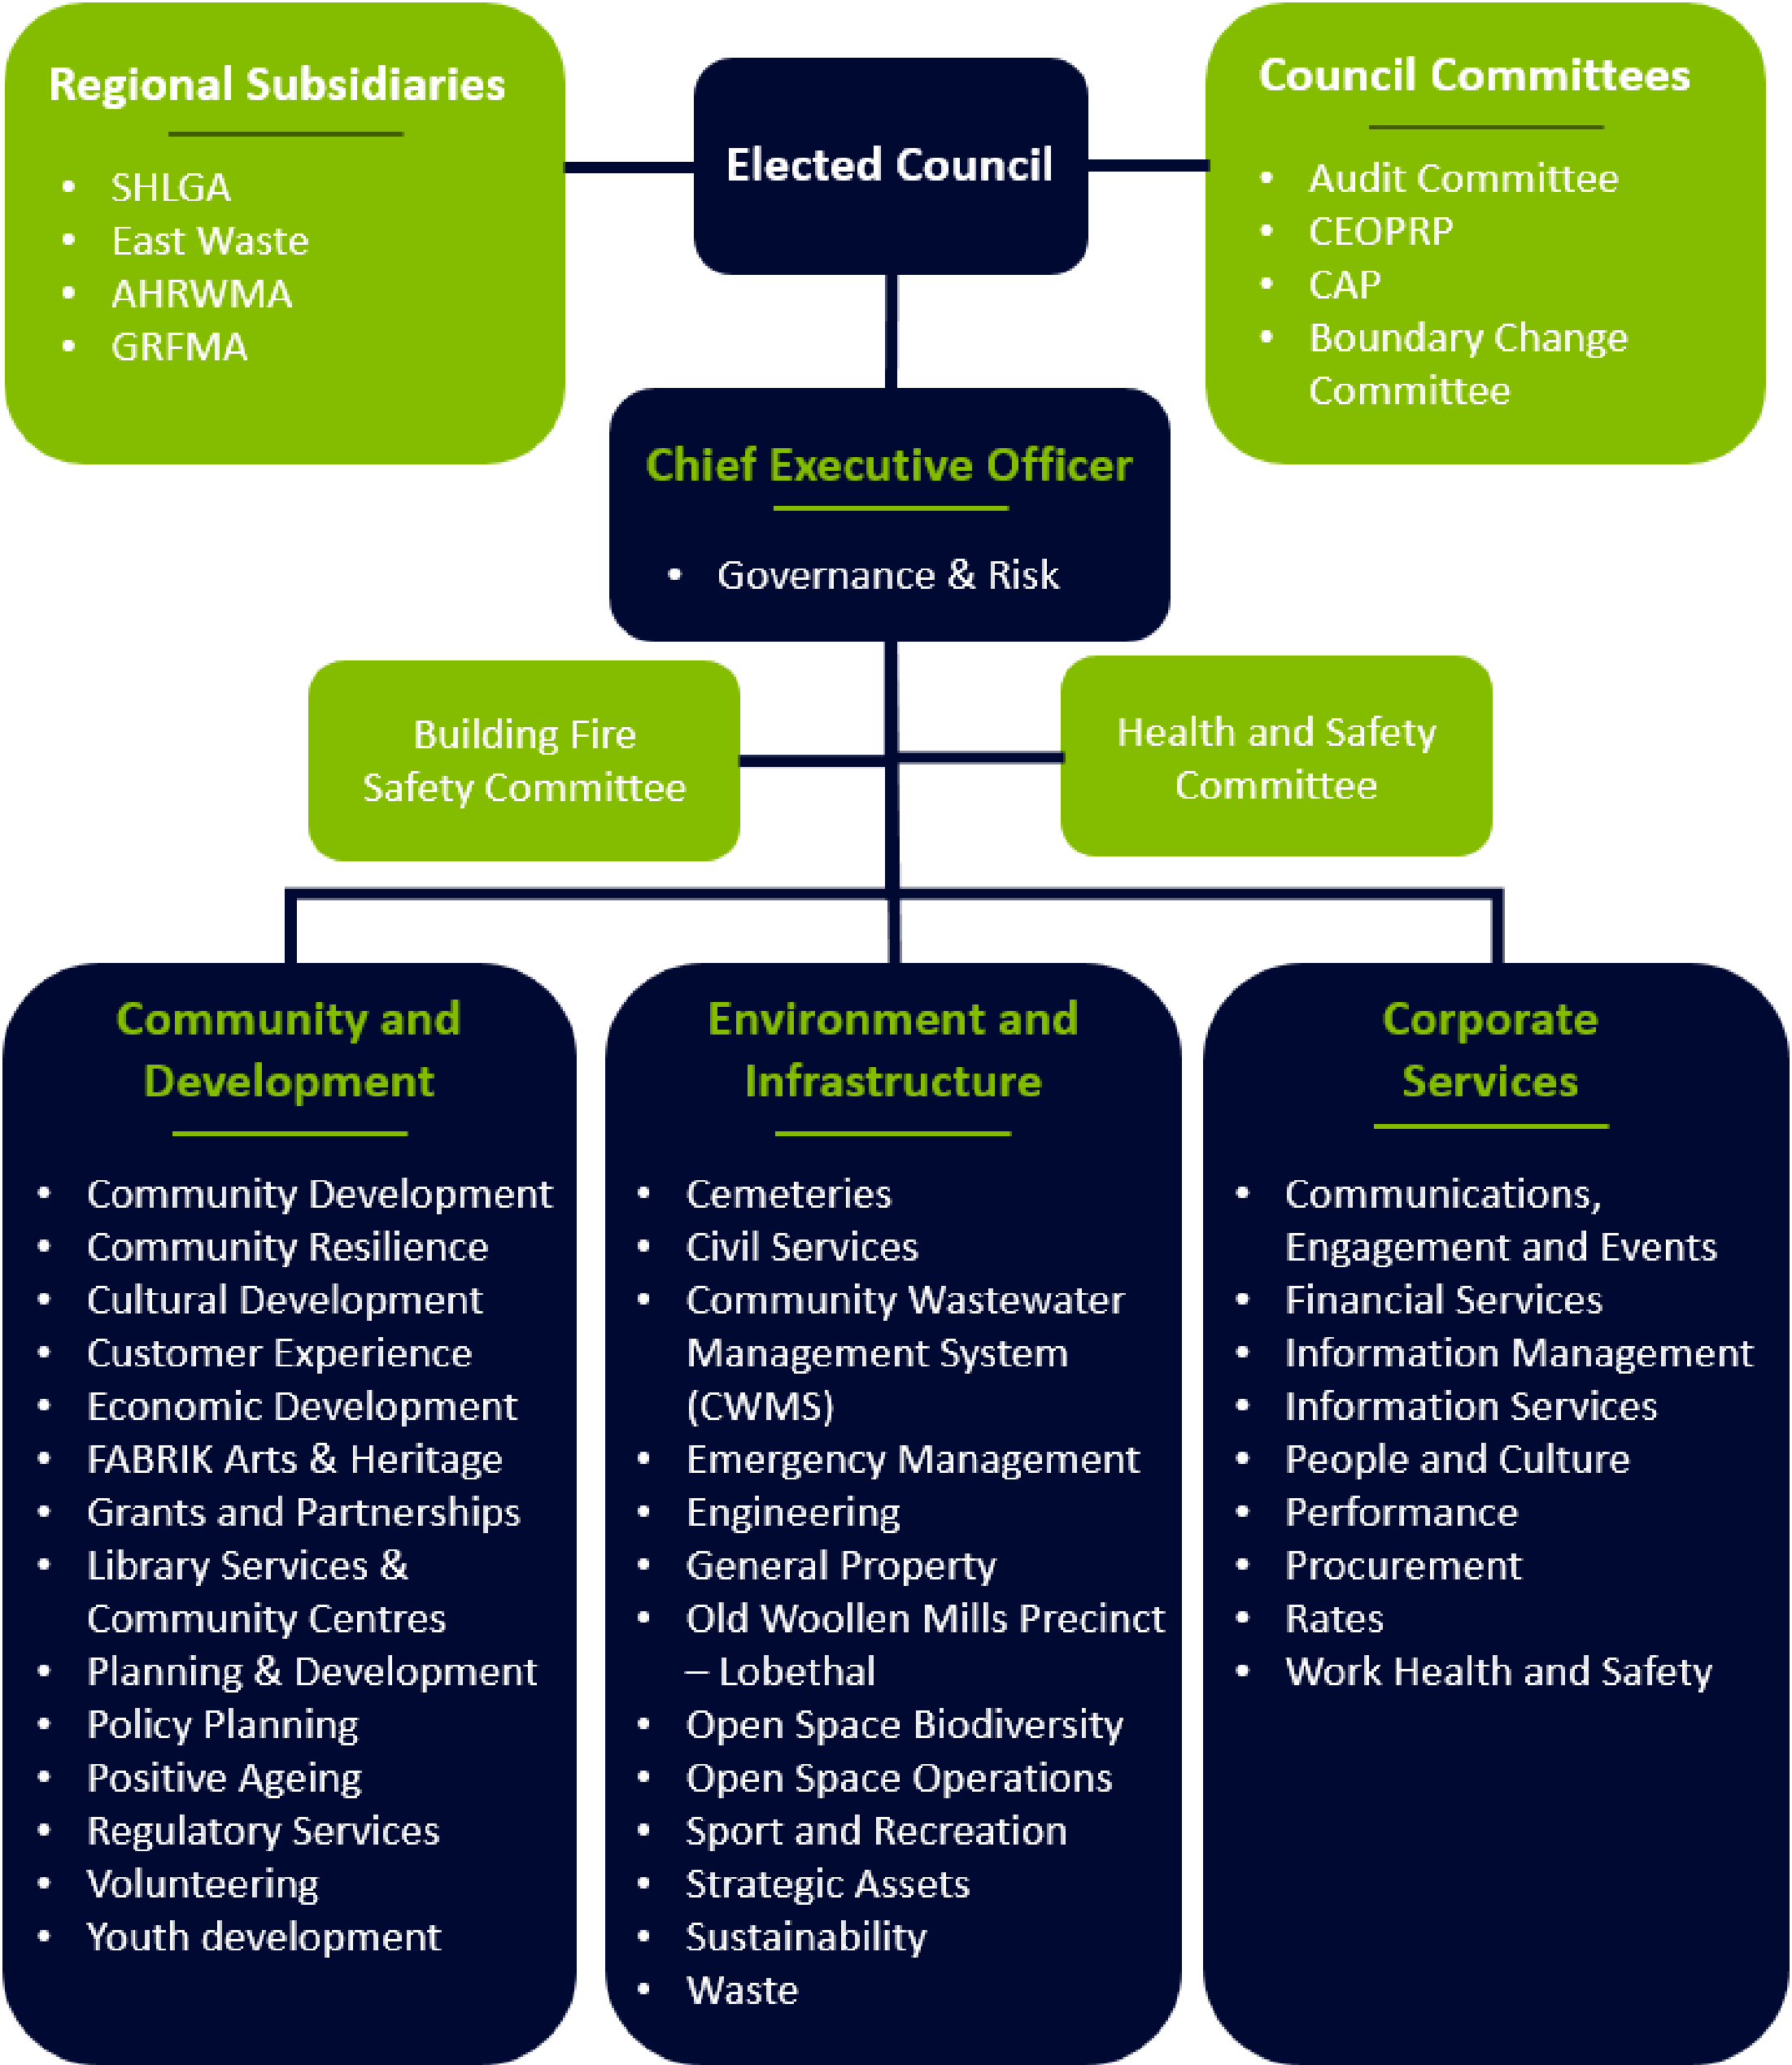 Regional Subsidiaries
• SHLGA
• East Waste
• AHRWMA
• GRFMA
Elected Council
Council Committees
• Audit Committee
• CEOPRP
• CAP
• Boundary Change
Committee
Chief Executive Officer
• Governance & Risk
Building Fire
Safety Committee
Health and Safety
Committee
Community and
Development
• Community Development
• Community Resilience
• Cultural Development
• Customer Experience
• Economic Development
• FABRIK Arts & Heritage
• Grants and Partnerships
• Library Services &
Community Centres
• Planning & Development
• Policy Planning
• Positive Ageing
• Regulatory Services
• Volunteering
• Youth development
Environment and
Infrastructure
• Cemeteries
• Civil Services
• Community Wastewater
Management System
(CWMS)
• Emergency Management
• Engineering
• General Property
• Old Woollen Mills Precinct
– Lobethal
• Open Space Biodiversity
• Open Space Operations
• Sport and Recreation
• Strategic Assets
• Sustainability
• Waste
Corporate
Services
• Communications,
Engagement and Events
• Financial Services
• Information Management
• Information Services
• People and Culture
• Performance
• Procurement
• Rates
• Work Health and Safety